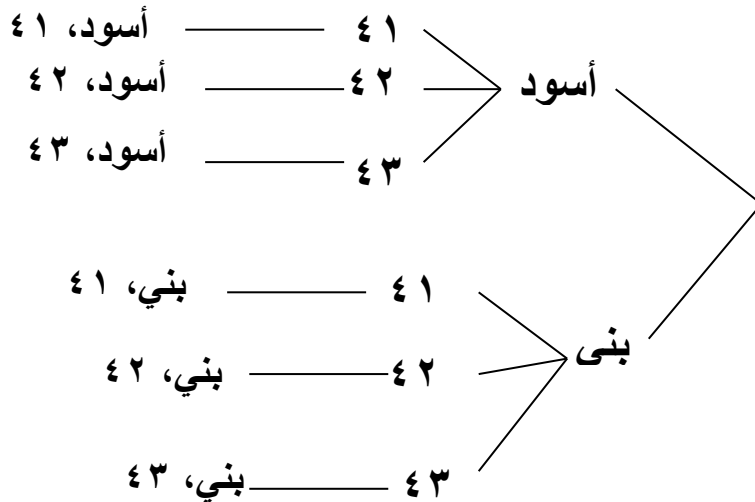 أسود
٤١ أسود، ٤١
٤٢ أسود، ٤٢
٤٣ أسود، ٤٣
بنى
٤١ بني، ٤١
٤٢ بني، ٤٢
٤٣ بني، ٤٣